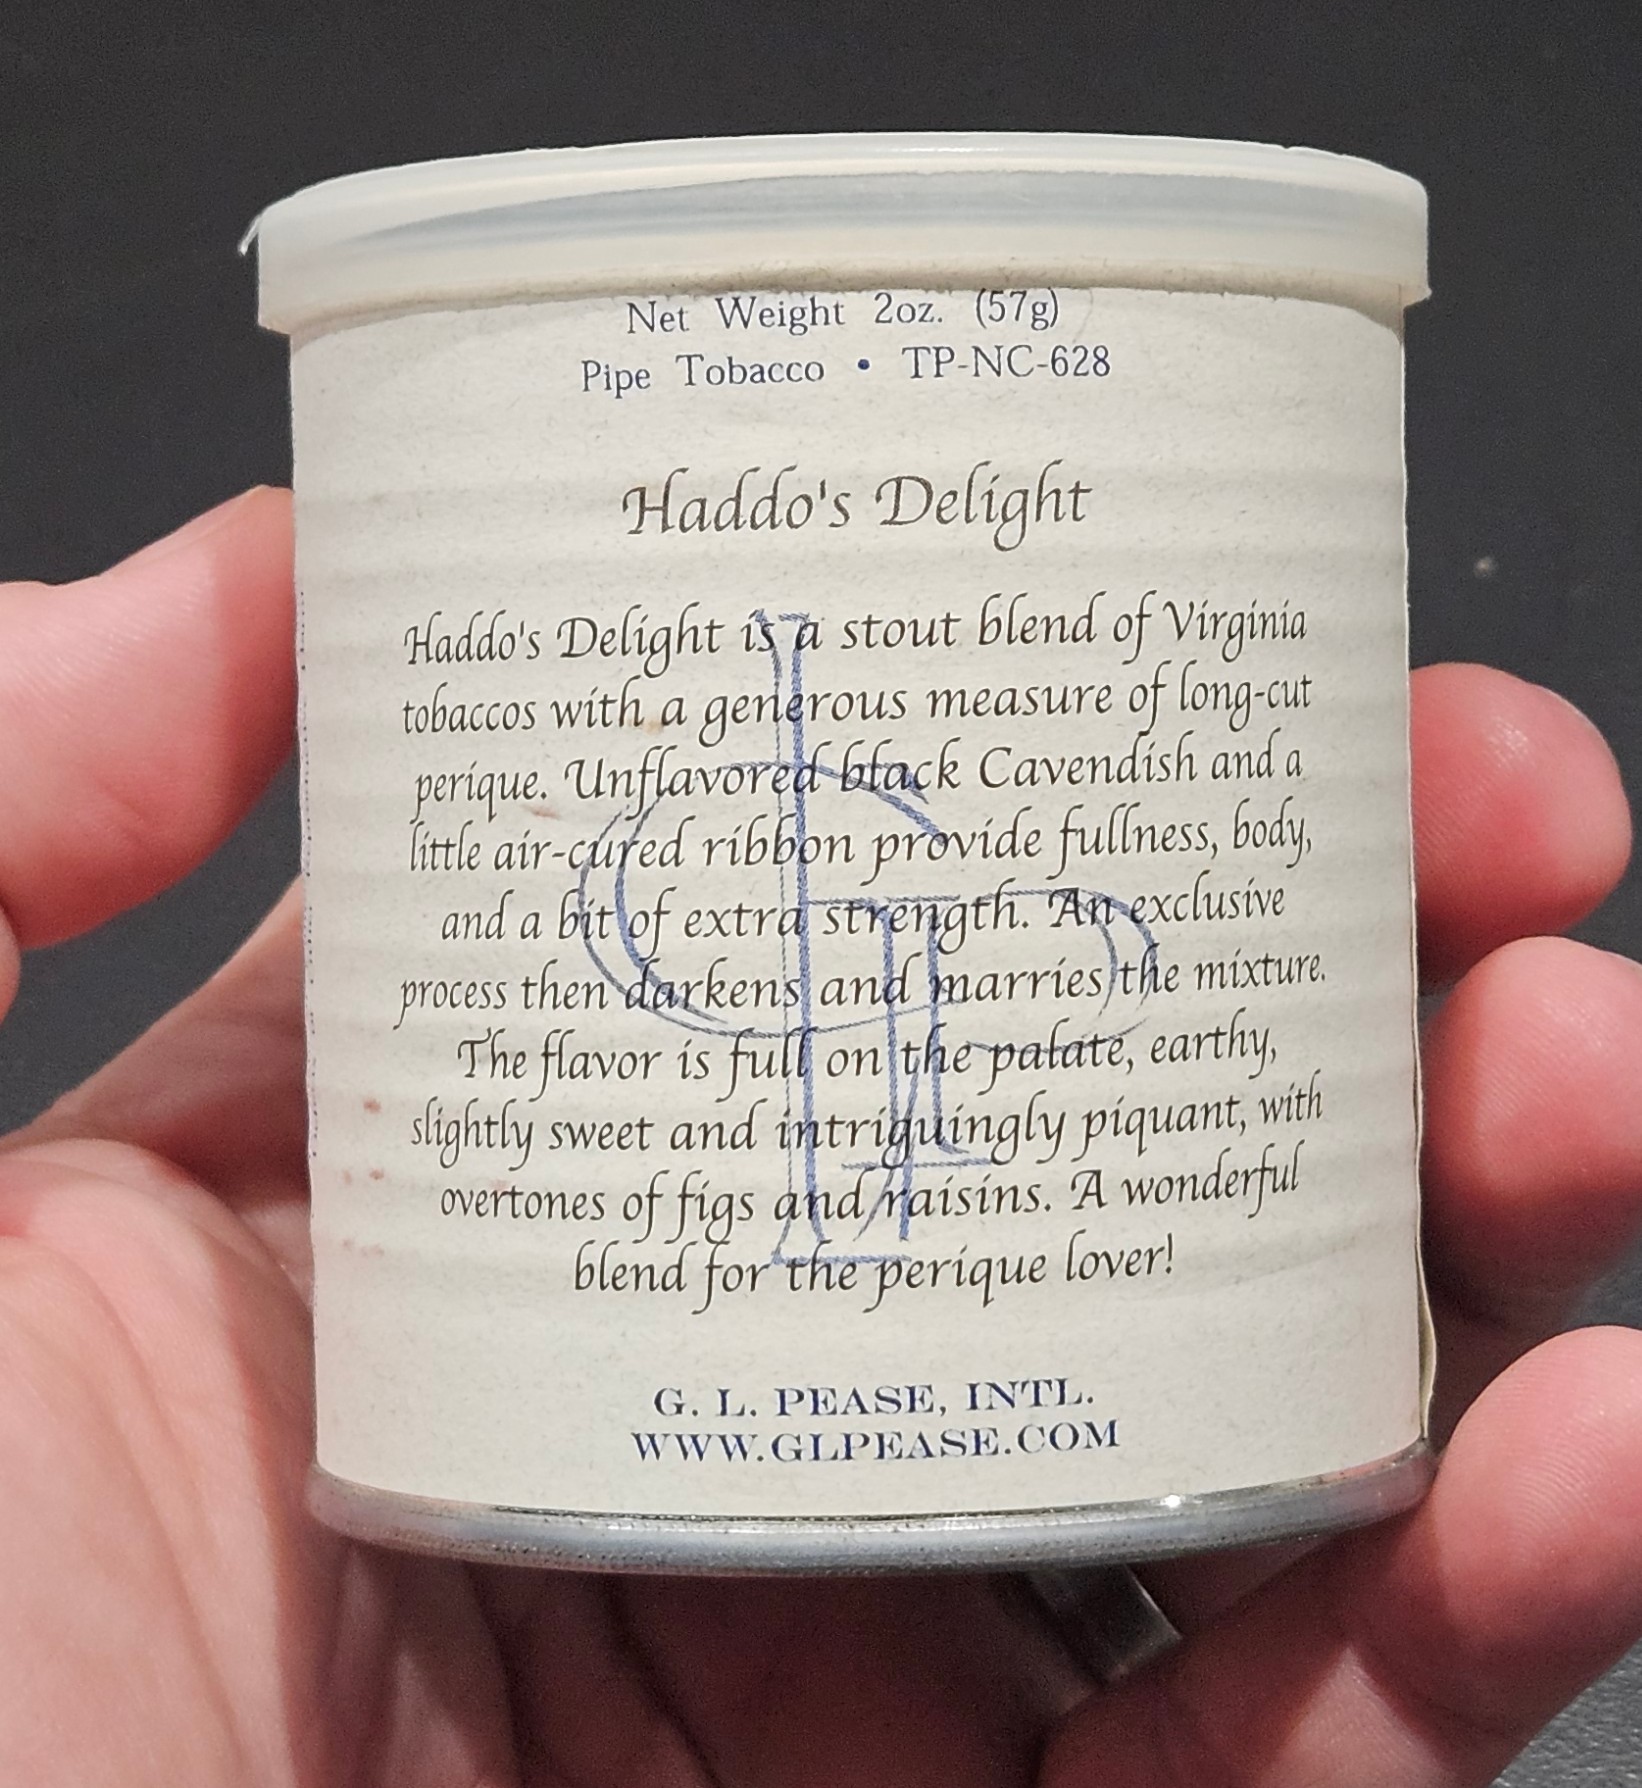 Net Weight 2oz. (57g)
Pipe Tobacco • TP-NC-628
Haddo's Delight
Haddo's Delight is a stout blend of Virginia
tobaccos with a generous measure of long-cut
perique. Unflavored black Cavendish and a
little air-cured ribbon provide fullness, body,
and a bit of extra strength. An exclusive
process then darkens and marries the mixture.
The flavor is full on the palate, earthy,
slightly sweet and intriguingly piquant, with
overtones of figs and raisins. A wonderful
blend for the perique lover!
G. L. PEASE, INTL.
WWW.GLPEASE.COM